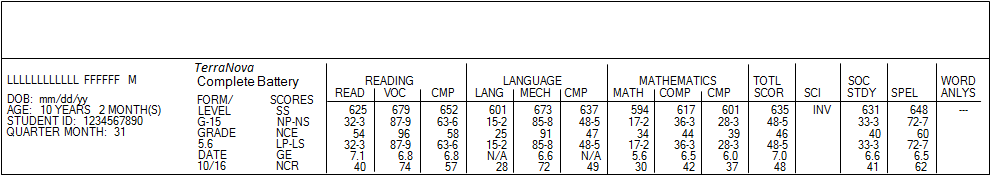 TerraNova
LLLLLLLLLLLL FFFFFF M Complete Battery READING LANGUAGE MATHEMATICS TOTL SOC WORD
READ VOC CMP LANG MECH CMP MATH COMP CMP SCOR SCI STDY SPEL ANLYS
DOB: mm/dd/yy FORM/ SCORES
AGE: 10 YEARS 2 MONTH(S) LEVEL SS 625 679 652 601 673 637 594 617 601 635 INV 631 648 ---
STUDENT ID: 1234567890 G-15 NP-NS 32-3 87-9 63-6 15-2 85-8 48-5 17-2 36-3 28-3 48-5 33-3 72-7
QUARTER MONTH: 31 GRADE NCE 54 96 58 25 91 47 34 44 39 46 40 60
5.6 LP-LS 32-3 87-9 63-6 15-2 85-8 48-5 17-2 36-3 28-3 48-5 33-3 72-7
DATE GE 7.1 6.8 6.8 N/A 6.6 N/A 5.6 6.5 6.0 7.0 6.6 6.5
10/16 NCR 40 74 57 28 72 49 30 42 37 48 41 62